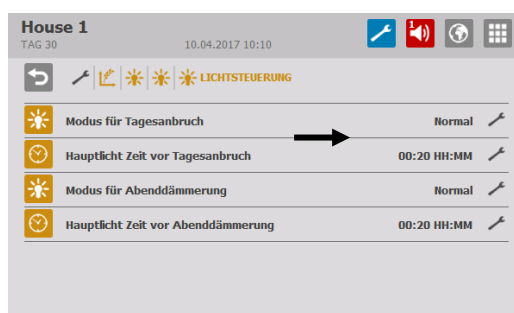 House 1
TAG 30 10.04.2017 10:10
1
LICHTSTEUERUNG
Modus für Tagesanbruch Normal
Hauptlicht Zeit vor Tagesanbruch 00:20 HH:MM
Modus für Abenddämmerung Normal
Hauptlicht Zeit vor Abenddämmerung 00:20 HH:MM